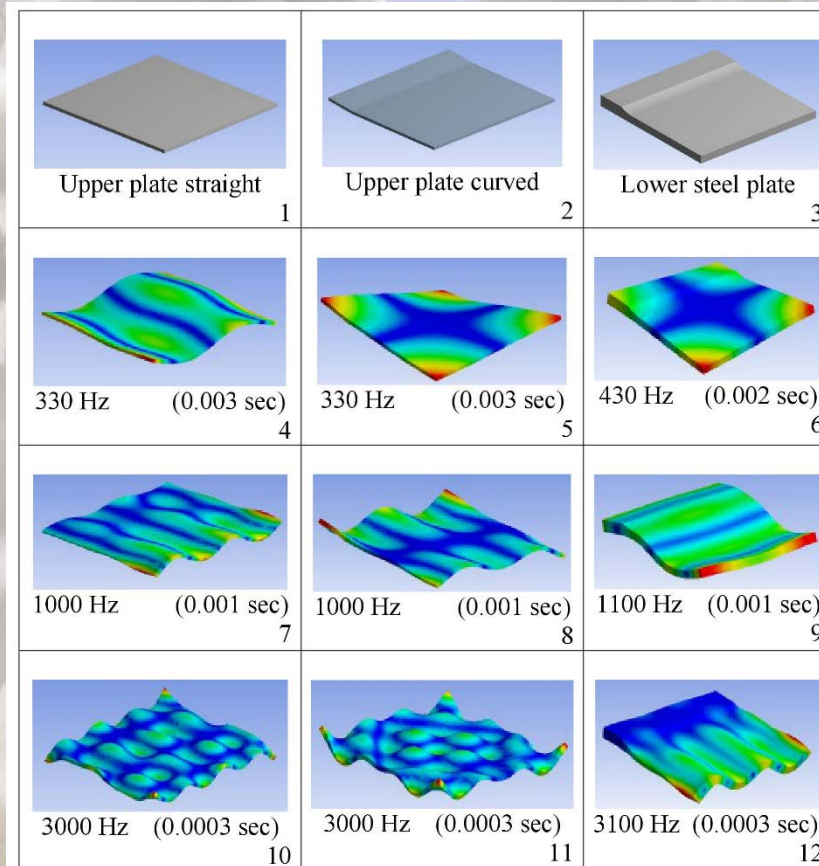 Upper plate straight
1
Upper plate curved
2
Lower steel plate
3
330 Hz (0.003 sec)
4
330 Hz (0.003 sec)
5
430 Hz (0.002 sec)
6
1000 Hz (0.001 sec)
7
1000 Hz (0.001 sec)
8
1100 Hz (0.001 sec)
9
3000 Hz (0.0003 sec)
10
3000 Hz (0.0003 sec)
11
3100 Hz (0.0003 sec)
12